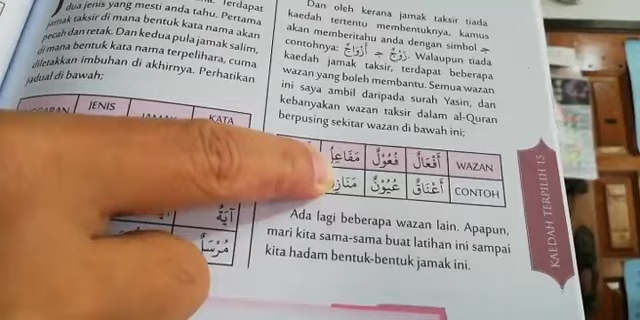 Terdapat
dua jenis yang mesti anda tahu. Pertama
jamak taksir di mana bentuk kata nama akan
pecah dan retak. Dan kedua pula jamak salim,
di mana bentuk kata nama terpelihara, cuma
diletakkan imbuhan di akhirnya. Perhatikan
jadual di bawah;
JENIS
KATA
آيَةٌ
Dan oleh kerana jamak taksir tiada
kaedah tertentu membentuknya, kamus
akan memberitahu anda dengan simbol ج
contohnya: زَوْجٌ ج أَزْوَاجٌ. Walaupun tiada
kaedah jamak taksir, terdapat beberapa
wazan yang boleh membantu. Semua wazan
ini saya ambil daripada surah Yasin, dan
kebanyakan wazan taksir dalam al-Quran
berpusing sekitar wazan di bawah ini;
مَفَاعِلُ فُعُوْلٌ أَفْعَالٌ WAZAN
عُيُوْنٌ أَعْنَاقٌ CONTOH
Ada lagi beberapa wazan lain. Apapun,
mari kita sama-sama buat latihan ini sampai
kita hadam bentuk-bentuk jamak ini.
KAEDAH TERPILIH 15